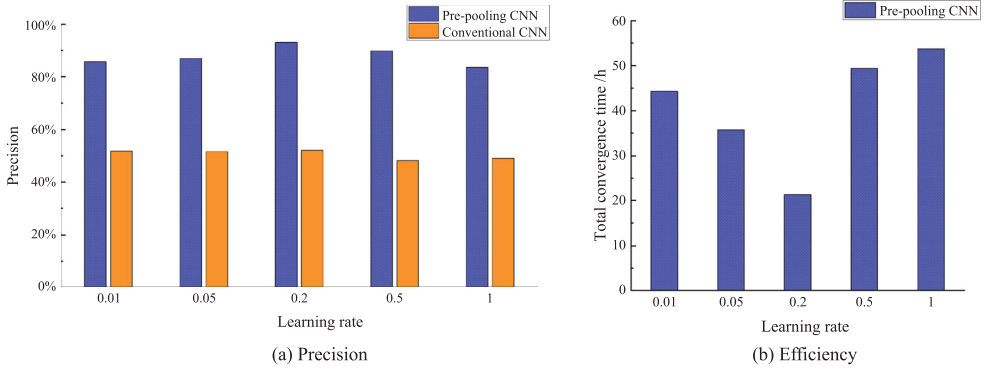 100%
80%
60%
40%
20%
0%
Precision
Pre-pooling CNN
Conventional CNN
0.01 0.05 0.2 0.5 1
Learning rate
(a) Precision
60
50
40
30
20
10
0
Total convergence time /h
Pre-pooling CNN
0.01 0.05 0.2 0.5 1
Learning rate
(b) Efficiency